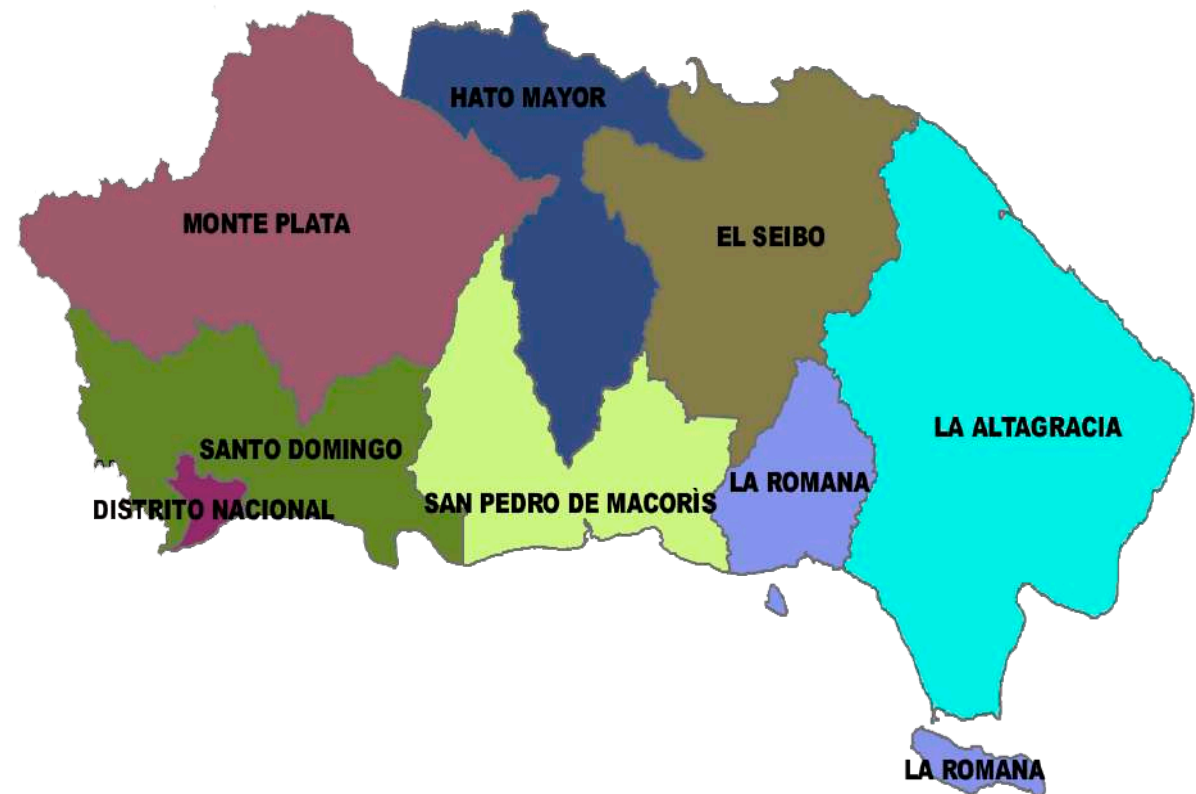 HATO MAYOR
MONTE PLATA
EL SEIBO
LA ALTAGRACIA
SANTO DOMINGO
LA ROMANA
SAN PEDRO DE MACORÌS
DISTRITO NACIONAL
LA ROMANA